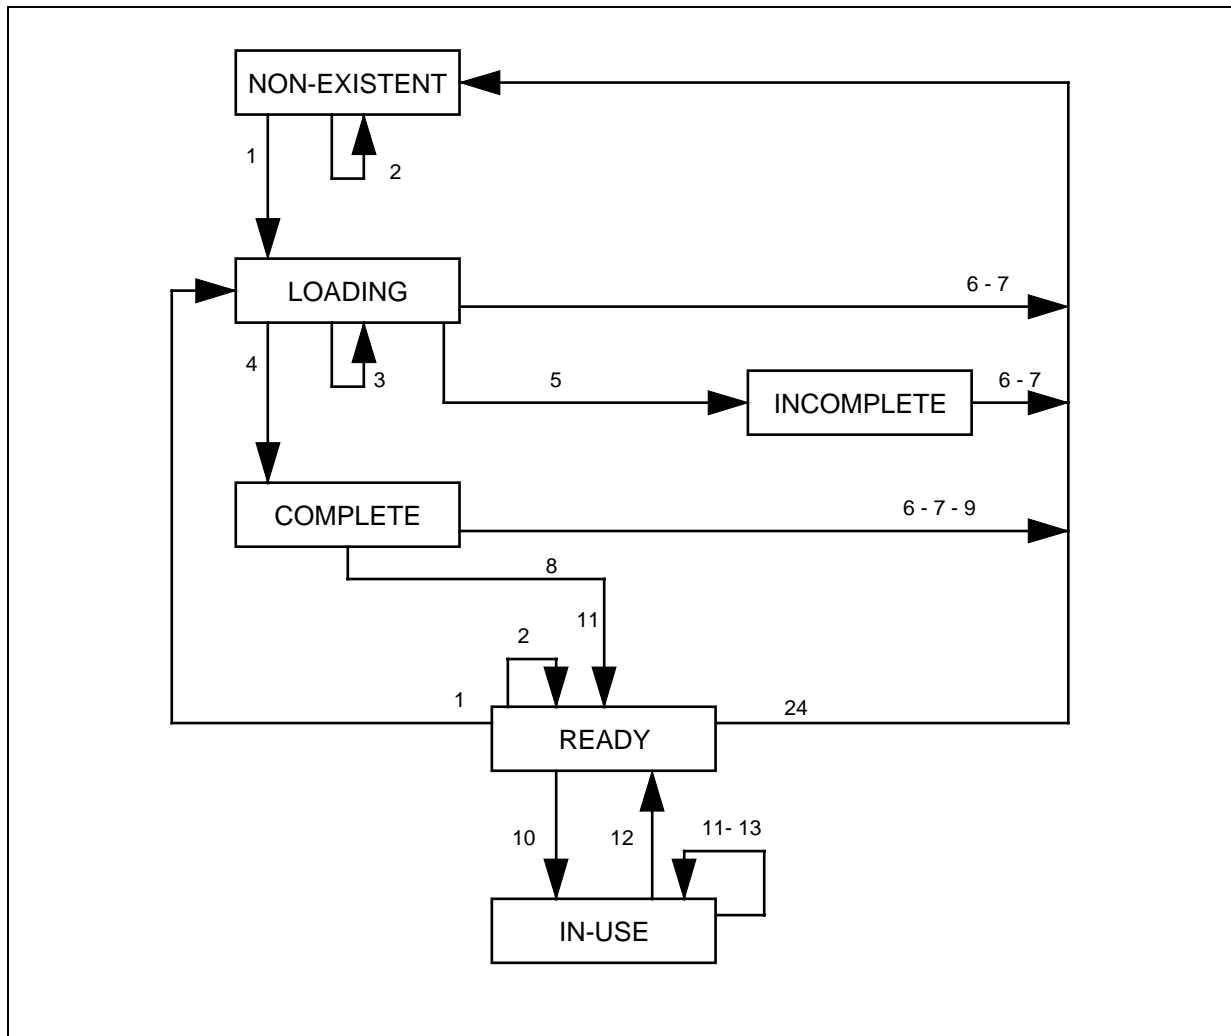 NON-EXISTENT
1
2
LOADING
6 - 7
4
3
5
INCOMPLETE
6 - 7
COMPLETE
6 - 7 - 9
8
11
2
1
24
READY
10
12
11- 13
IN-USE